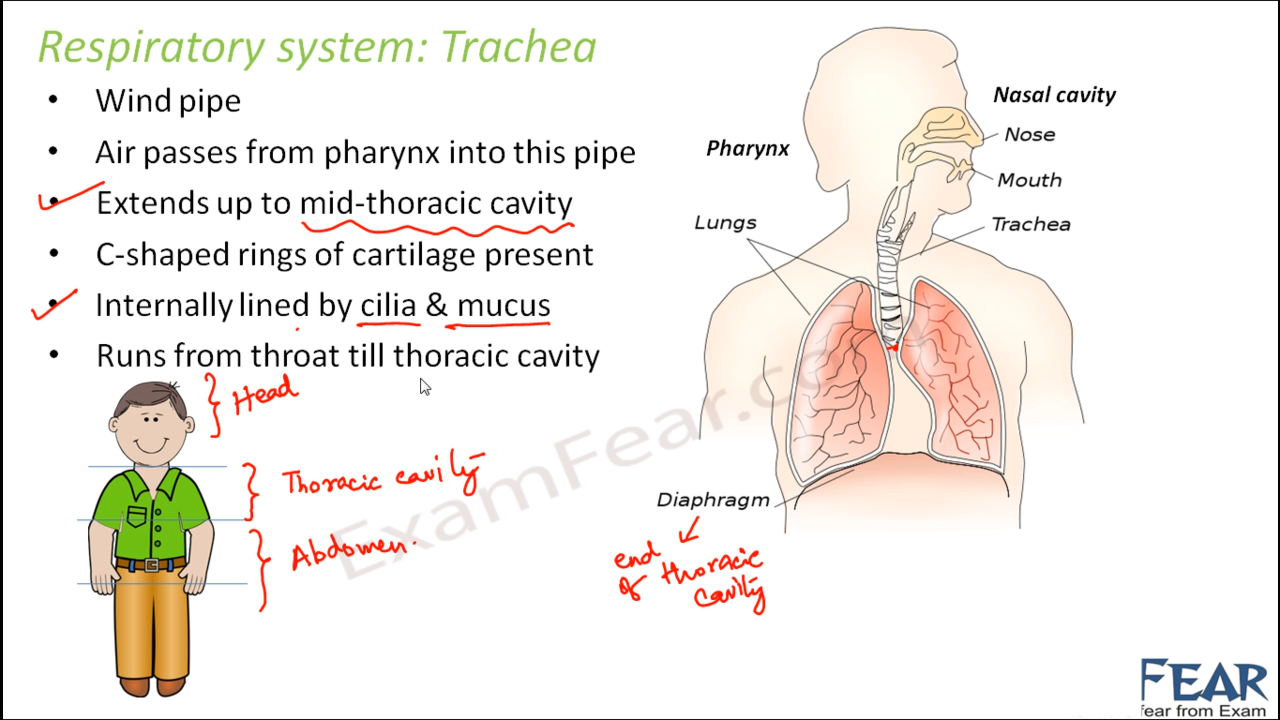 Respiratory system: Trachea
• Wind pipe
• Air passes from pharynx into this pipe
• Extends up to mid-thoracic cavity
• C-shaped rings of cartilage present
• Internally lined by cilia & mucus
• Runs from throat till thoracic cavity
Head
Thoracic cavity
Abdomen.
Nasal cavity
Nose
Pharynx
Mouth
Lungs
Trachea
Diaphragm
end
of thoracic
cavity
ExamFear.com
FEAR
fear from Exam